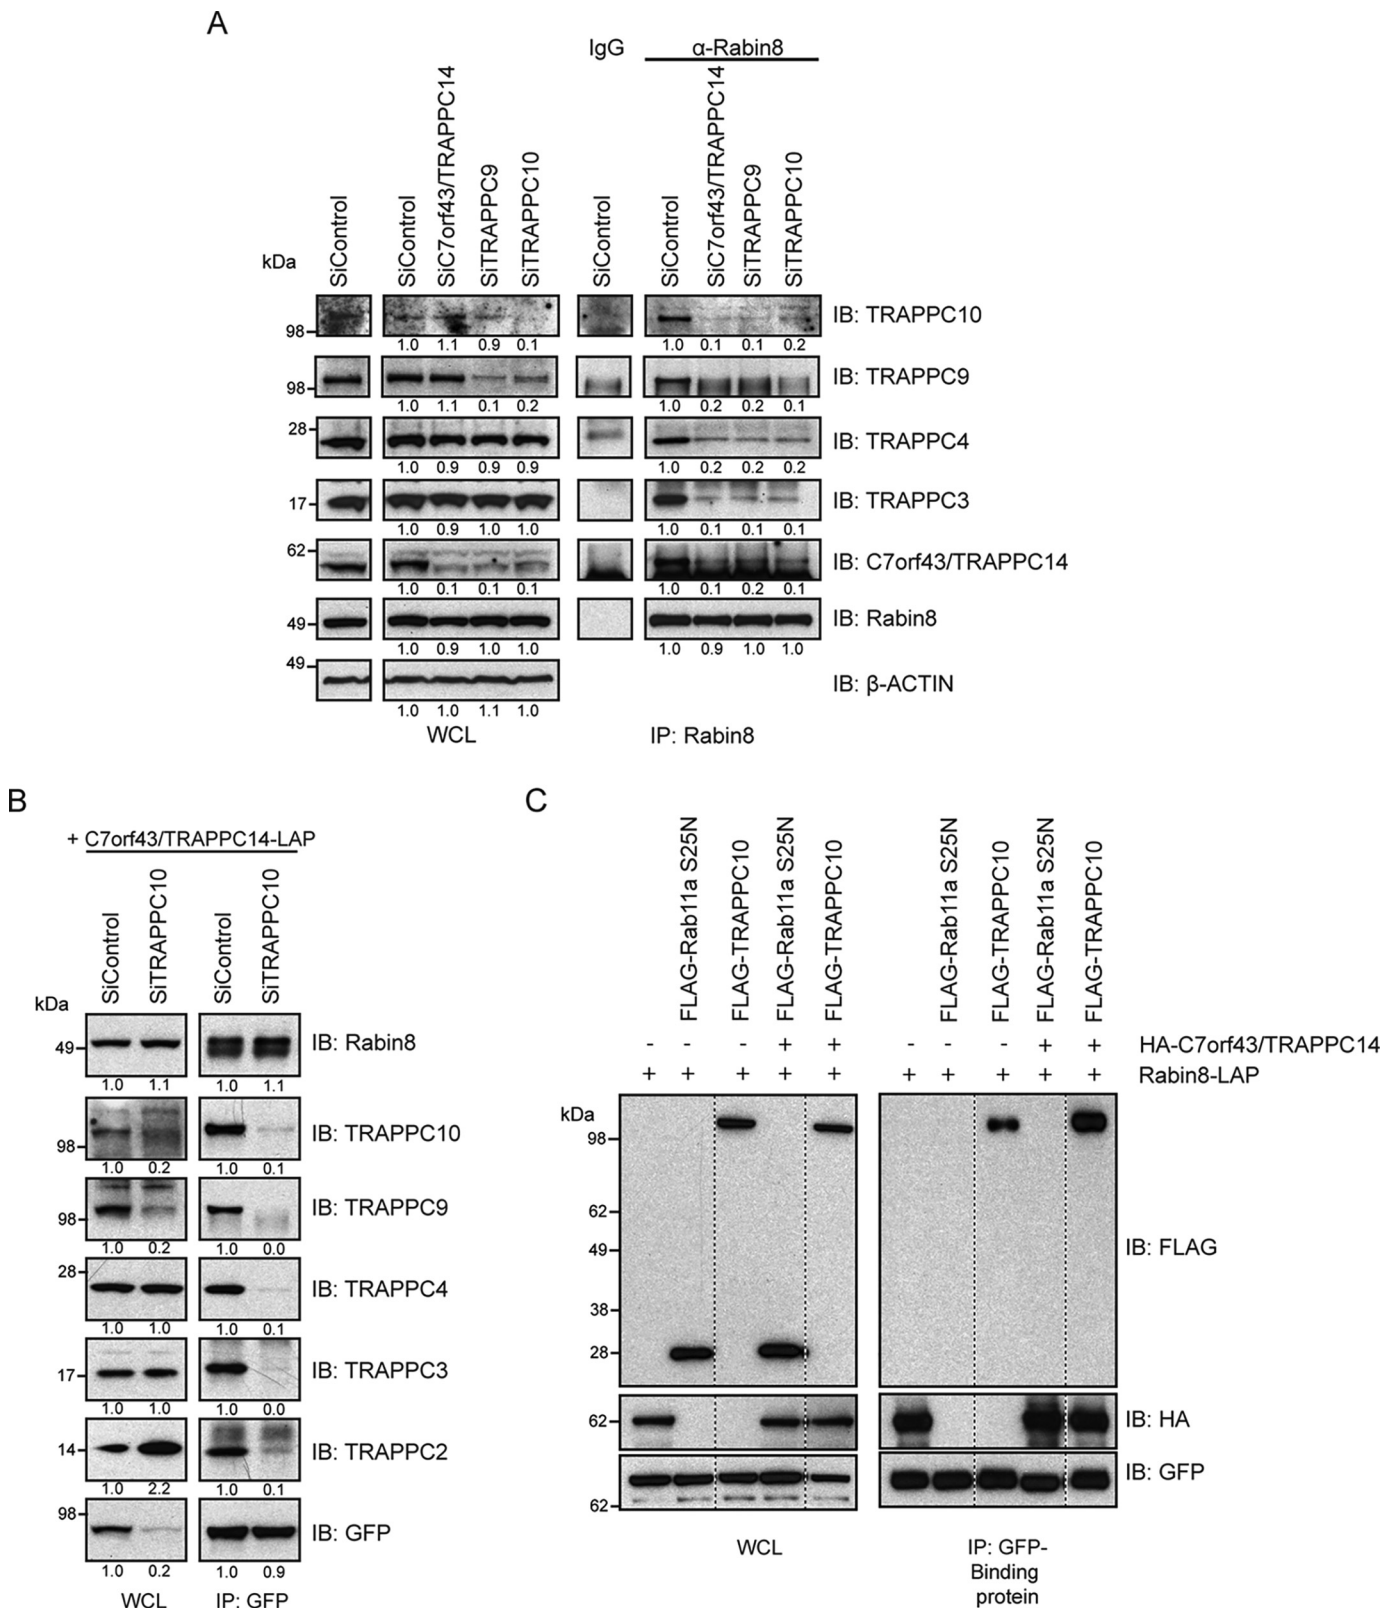 A
IgG
α-Rabin8
SiControl
SiControl
SiC7orf43/TRAPPC14
SiTRAPPC9
SiTRAPPC10
SiControl
SiControl
SiC7orf43/TRAPPC14
SiTRAPPC9
SiTRAPPC10
kDa
98
IB: TRAPPC10
1.0 1.1 0.9 0.1 1.0 0.1 0.1 0.2
98
IB: TRAPPC9
1.0 1.1 0.1 0.2 1.0 0.2 0.2 0.1
28
IB: TRAPPC4
1.0 0.9 0.9 0.9 1.0 0.2 0.2 0.2
17
IB: TRAPPC3
1.0 0.9 1.0 1.0 1.0 0.1 0.1 0.1
62
IB: C7orf43/TRAPPC14
1.0 0.1 0.1 0.1 1.0 0.1 0.2 0.1
49
IB: Rabin8
1.0 0.9 1.0 1.0 1.0 0.9 1.0 1.0
49
IB: β-ACTIN
1.0 1.0 1.1 1.0
WCL
IP: Rabin8
B
+ C7orf43/TRAPPC14-LAP
SiControl
SiTRAPPC10
SiControl
SiTRAPPC10
kDa
49
IB: Rabin8
1.0 1.1 1.0 1.1
98
IB: TRAPPC10
1.0 0.2 1.0 0.1
98
IB: TRAPPC9
1.0 0.2 1.0 0.0
28
IB: TRAPPC4
1.0 1.0 1.0 0.1
17
IB: TRAPPC3
1.0 1.0 1.0 0.0
14
IB: TRAPPC2
1.0 2.2 1.0 0.1
98
IB: GFP
1.0 0.2 1.0 0.9
WCL
IP: GFP
C
FLAG-Rab11a S25N
FLAG-TRAPPC10
FLAG-Rab11a S25N
FLAG-TRAPPC10
FLAG-Rab11a S25N
FLAG-TRAPPC10
FLAG-Rab11a S25N
FLAG-TRAPPC10
- - - + + - - - + + HA-C7orf43/TRAPPC14
+ + + + + + + + + + Rabin8-LAP
kDa
98
62
49
IB: FLAG
38
28
62
IB: HA
IB: GFP
62
WCL
IP: GFP-
Binding
protein